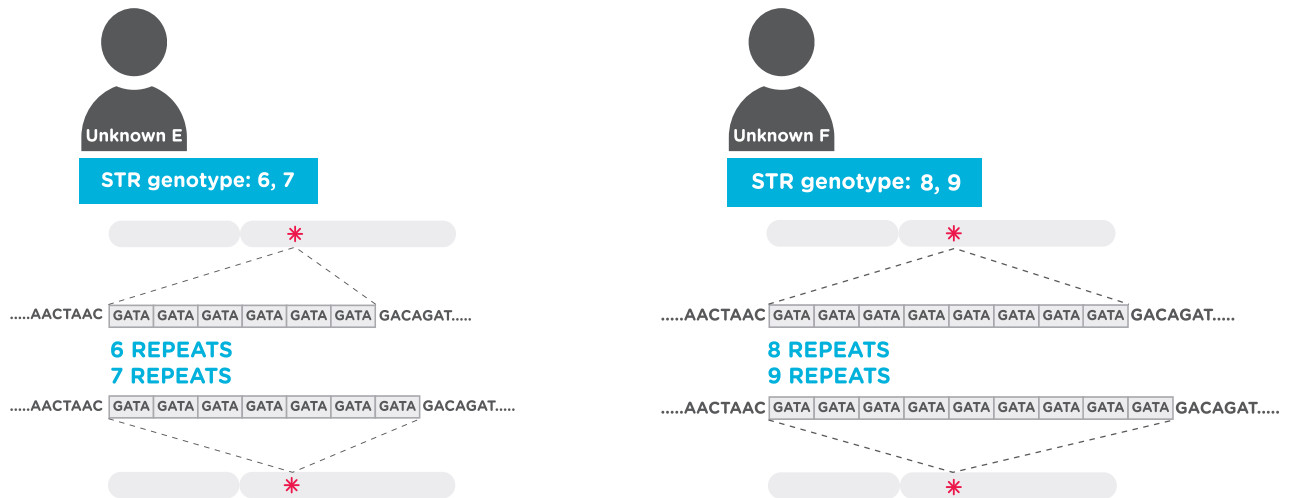 Unknown E
STR genotype: 6, 7
.....AACTAAC GATA GATA GATA GATA GATA GATA GACAGAT.....
6 REPEATS
7 REPEATS
.....AACTAAC GATA GATA GATA GATA GATA GATA GATA GACAGAT.....
Unknown F
STR genotype: 8, 9
.....AACTAAC GATA GATA GATA GATA GATA GATA GATA GATA GACAGAT.....
8 REPEATS
9 REPEATS
.....AACTAAC GATA GATA GATA GATA GATA GATA GATA GATA GATA GACAGAT.....